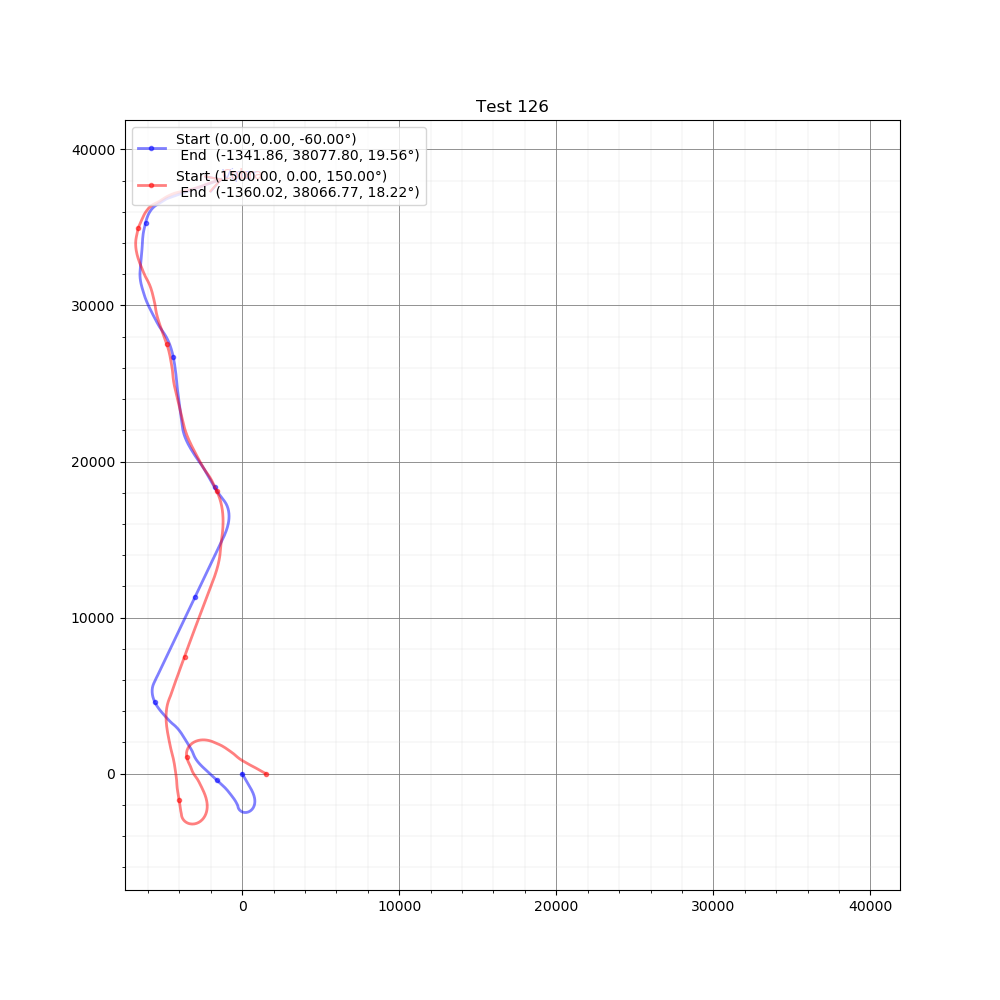 Test 126
Start (0.00, 0.00, -60.00°)
End  (-1341.86, 38077.80, 19.56°)
Start (1500.00, 0.00, 150.00°)
End  (-1360.02, 38066.77, 18.22°)
40000
30000
20000
10000
0
0 10000 20000 30000 40000